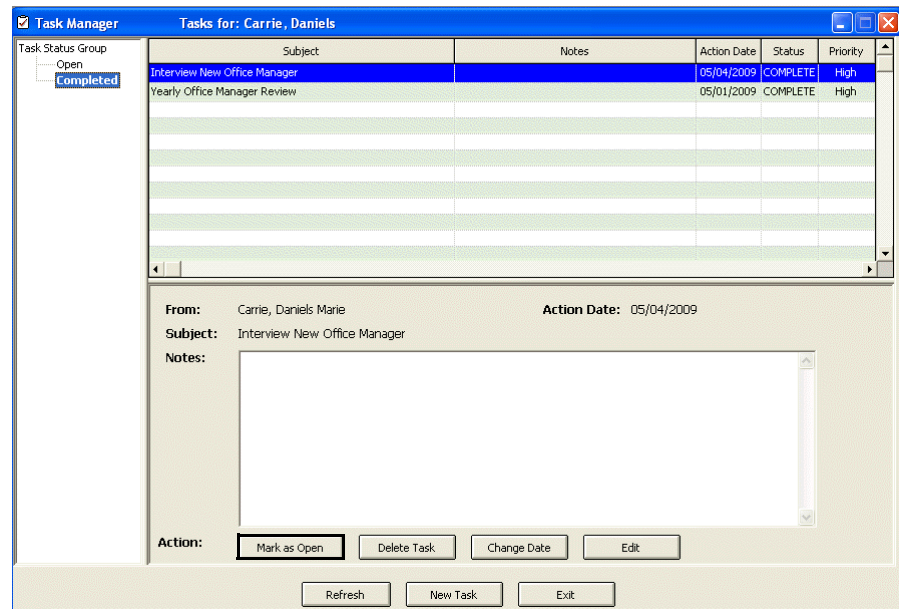 Task Manager Tasks for: Carrie, Daniels
Task Status Group
Open
Completed
Subject Notes Action Date Status Priority
Interview New Office Manager 05/04/2009 COMPLETE High
Yearly Office Manager Review 05/01/2009 COMPLETE High
From: Carrie, Daniels Marie Action Date: 05/04/2009
Subject: Interview New Office Manager
Notes:
Action: Mark as Open Delete Task Change Date Edit
Refresh New Task Exit